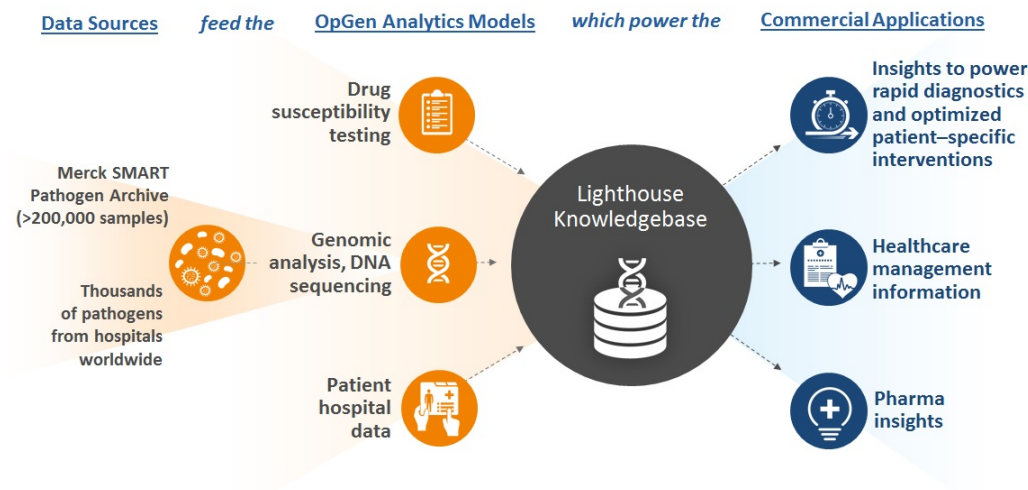 Data Sources feed the OpGen Analytics Models which power the Commercial Applications
Merck SMART
Pathogen Archive
(>200,000 samples)
Thousands
of pathogens
from hospitals
worldwide
Drug
susceptibility
testing
Genomic
analysis, DNA
sequencing
Patient
hospital
data
Lighthouse
Knowledgebase
Insights to power
rapid diagnostics
and optimized
patient–specific
interventions
Healthcare
management
information
Pharma
insights